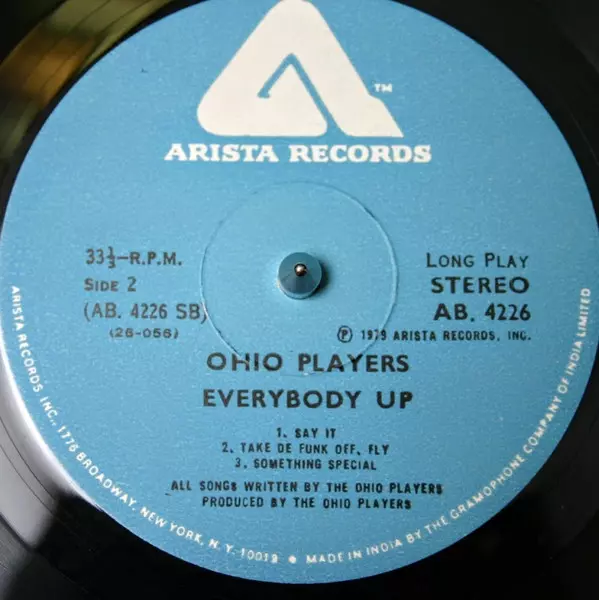 TM
ARISTA RECORDS
33⅓-R.P.M.
SIDE 2
(AB. 4226 SB)
(26-056)
LONG PLAY
STEREO
AB. 4226
℗ 1979 ARISTA RECORDS, INC.
OHIO PLAYERS
EVERYBODY UP
1. SAY IT
2. TAKE DE FUNK OFF, FLY
3. SOMETHING SPECIAL
ALL SONGS WRITTEN BY THE OHIO PLAYERS
PRODUCED BY THE OHIO PLAYERS
ARISTA RECORDS, INC., 1776 BROADWAY, NEW YORK, N.Y. 10019 • MADE IN INDIA BY THE GRAMOPHONE COMPANY OF INDIA LIMITED